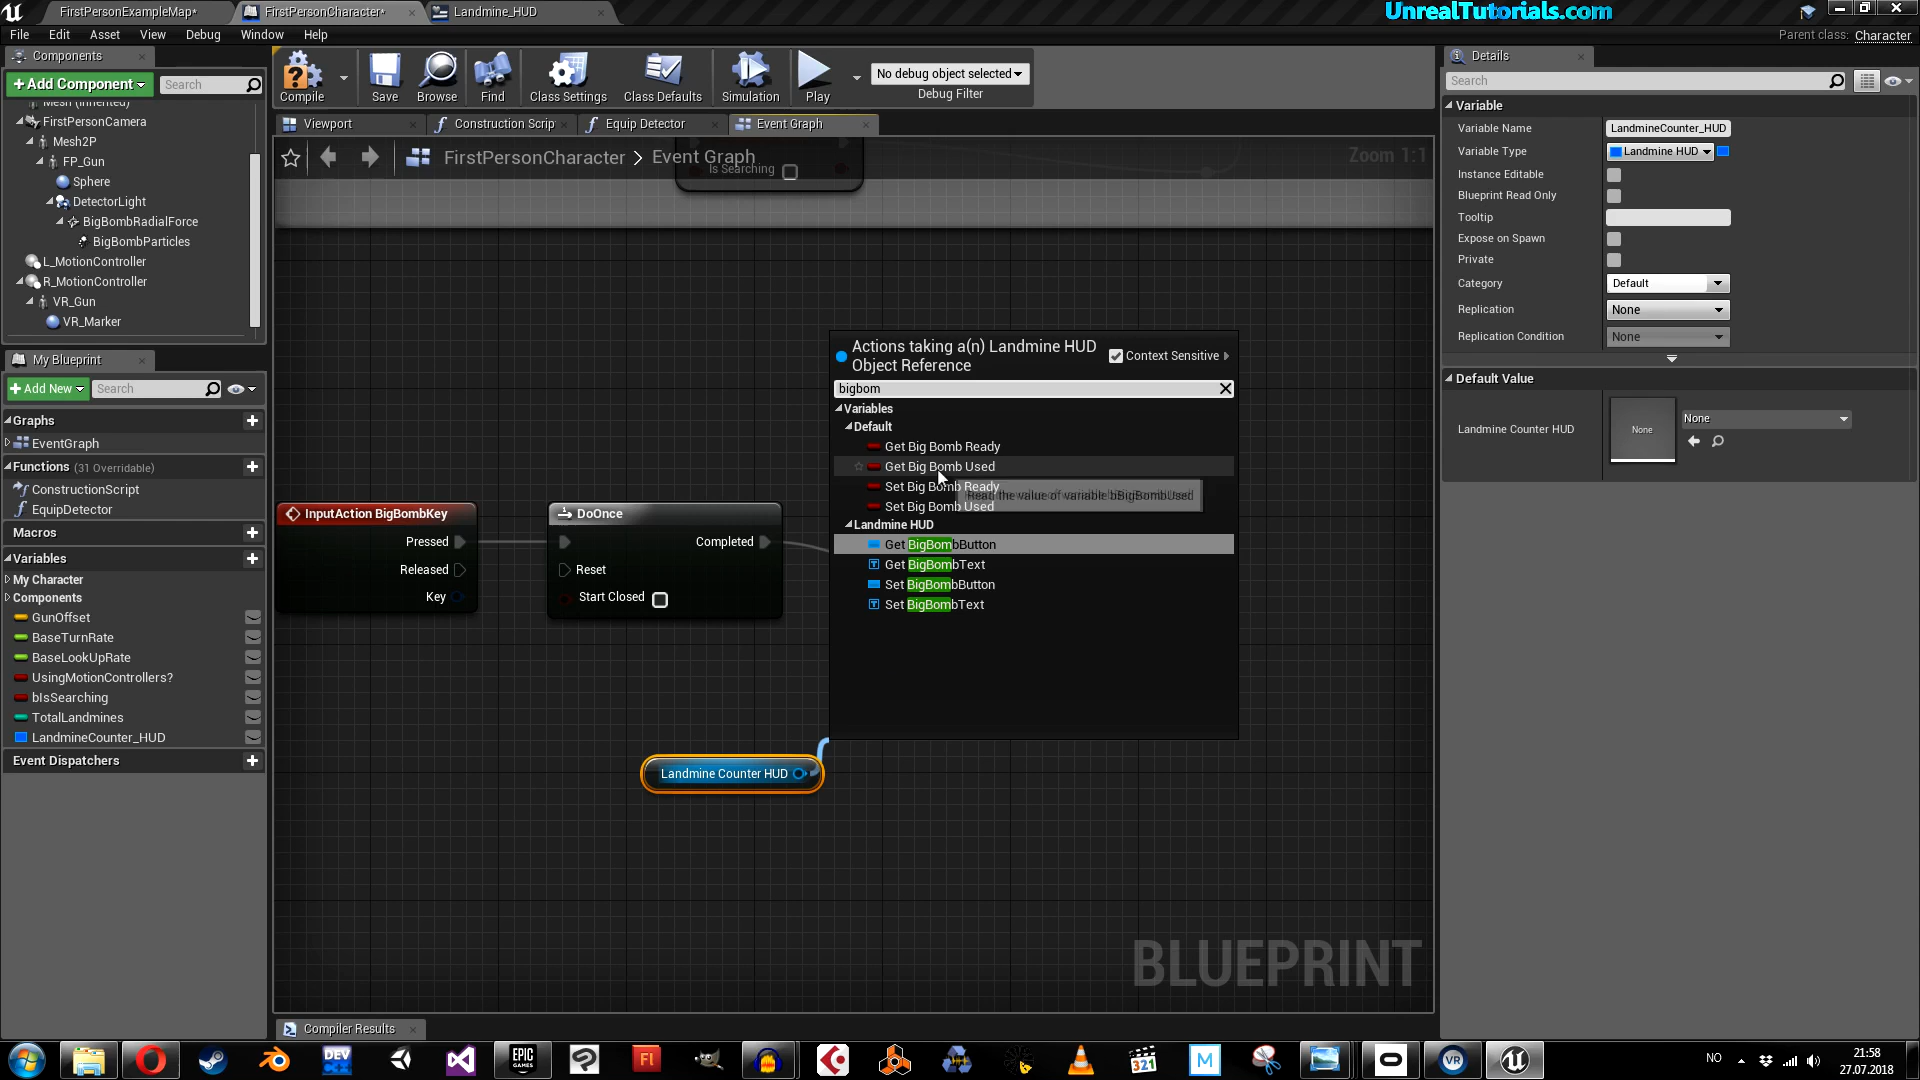 FirstPersonExampleMap*
FirstPersonCharacter*
Landmine_HUD
UnrealTutorials.com
File Edit Asset View Debug Window Help
Parent class: Character
Components
+Add Component
Search
Mesh (Inherited)
FirstPersonCamera
Mesh2P
FP_Gun
Sphere
DetectorLight
BigBombRadialForce
BigBombParticles
L_MotionController
R_MotionController
VR_Gun
VR_Marker
My Blueprint
+Add New
Search
Graphs
EventGraph
Functions (31 Overridable)
ConstructionScript
EquipDetector
Macros
Variables
My Character
Components
GunOffset
BaseTurnRate
BaseLookUpRate
UsingMotionControllers?
bIsSearching
TotalLandmines
LandmineCounter_HUD
Event Dispatchers
Compile
Save
Browse
Find
Class Settings
Class Defaults
Simulation
Play
No debug object selected
Debug Filter
Viewport
Construction Scrip
Equip Detector
Event Graph
FirstPersonCharacter > Event Graph
Zoom 1:1
Is Searching
InputAction BigBombKey
Pressed
Released
Key
DoOnce
Completed
Reset
Start Closed
Landmine Counter HUD
Actions taking a(n) Landmine HUD
Object Reference
Context Sensitive
bigbom
Variables
Default
Get Big Bomb Ready
Get Big Bomb Used
Set Big Bomb Ready
Set Big Bomb Used
Landmine HUD
Get BigBombButton
Get BigBombText
Set BigBombButton
Set BigBombText
BLUEPRINT
Compiler Results
Details
Search
Variable
Variable Name
LandmineCounter_HUD
Variable Type
Landmine HUD
Instance Editable
Blueprint Read Only
Tooltip
Expose on Spawn
Private
Category
Default
Replication
None
Replication Condition
None
Default Value
Landmine Counter HUD
None
None
DEV
EPIC
GAMES
Fl
321
M
VR
NO
21:58
27.07.2018